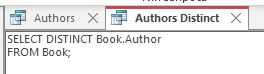 Authors
Authors Distinct
SELECT DISTINCT Book.Author
FROM Book;